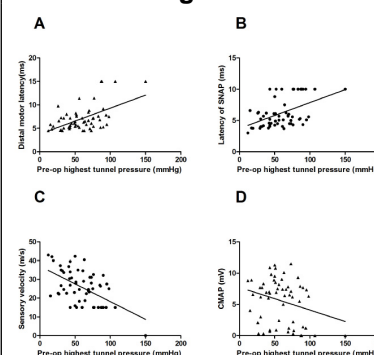 A
B
20
15
10
5
0
Distal motor latency(ms)
0 50 100 150 200
Pre-op highest tunnel pressure (mmHg)
15
10
5
0
Latency of SNAP (ms)
0 50 100 150
Pre-op highest tunnel pressure (mmHg)
C
D
50
40
30
20
10
0
Sensory velocity (m/s)
0 50 100 150 200
Pre-op highest tunnel pressure (mmHg)
15
10
5
0
CMAP (mV)
0 50 100 150
Pre-op highest tunnel pressure (mmHg)